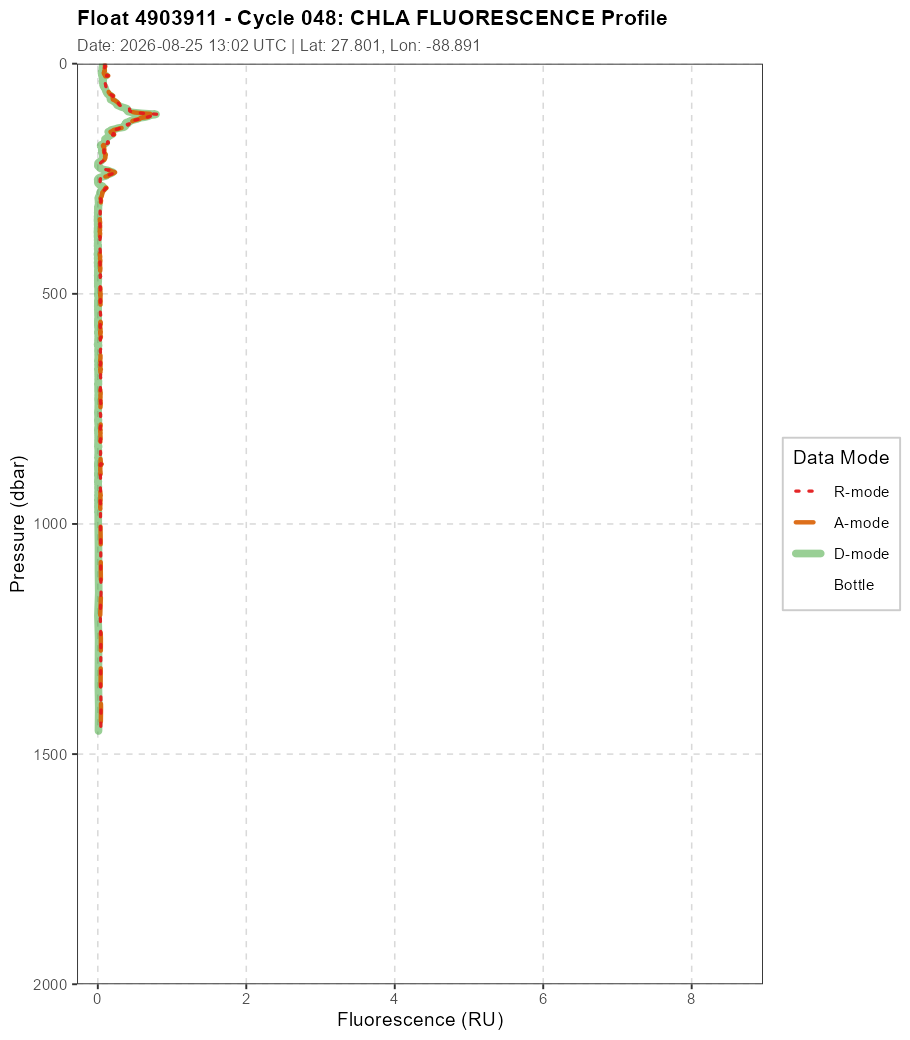 Float 4903911 - Cycle 048: CHLA FLUORESCENCE Profile
Date: 2026-08-25 13:02 UTC | Lat: 27.801, Lon: -88.891
0
500
1000
1500
2000
Pressure (dbar)
0 2 4 6 8
Fluorescence (RU)
Data Mode
R-mode
A-mode
D-mode
Bottle